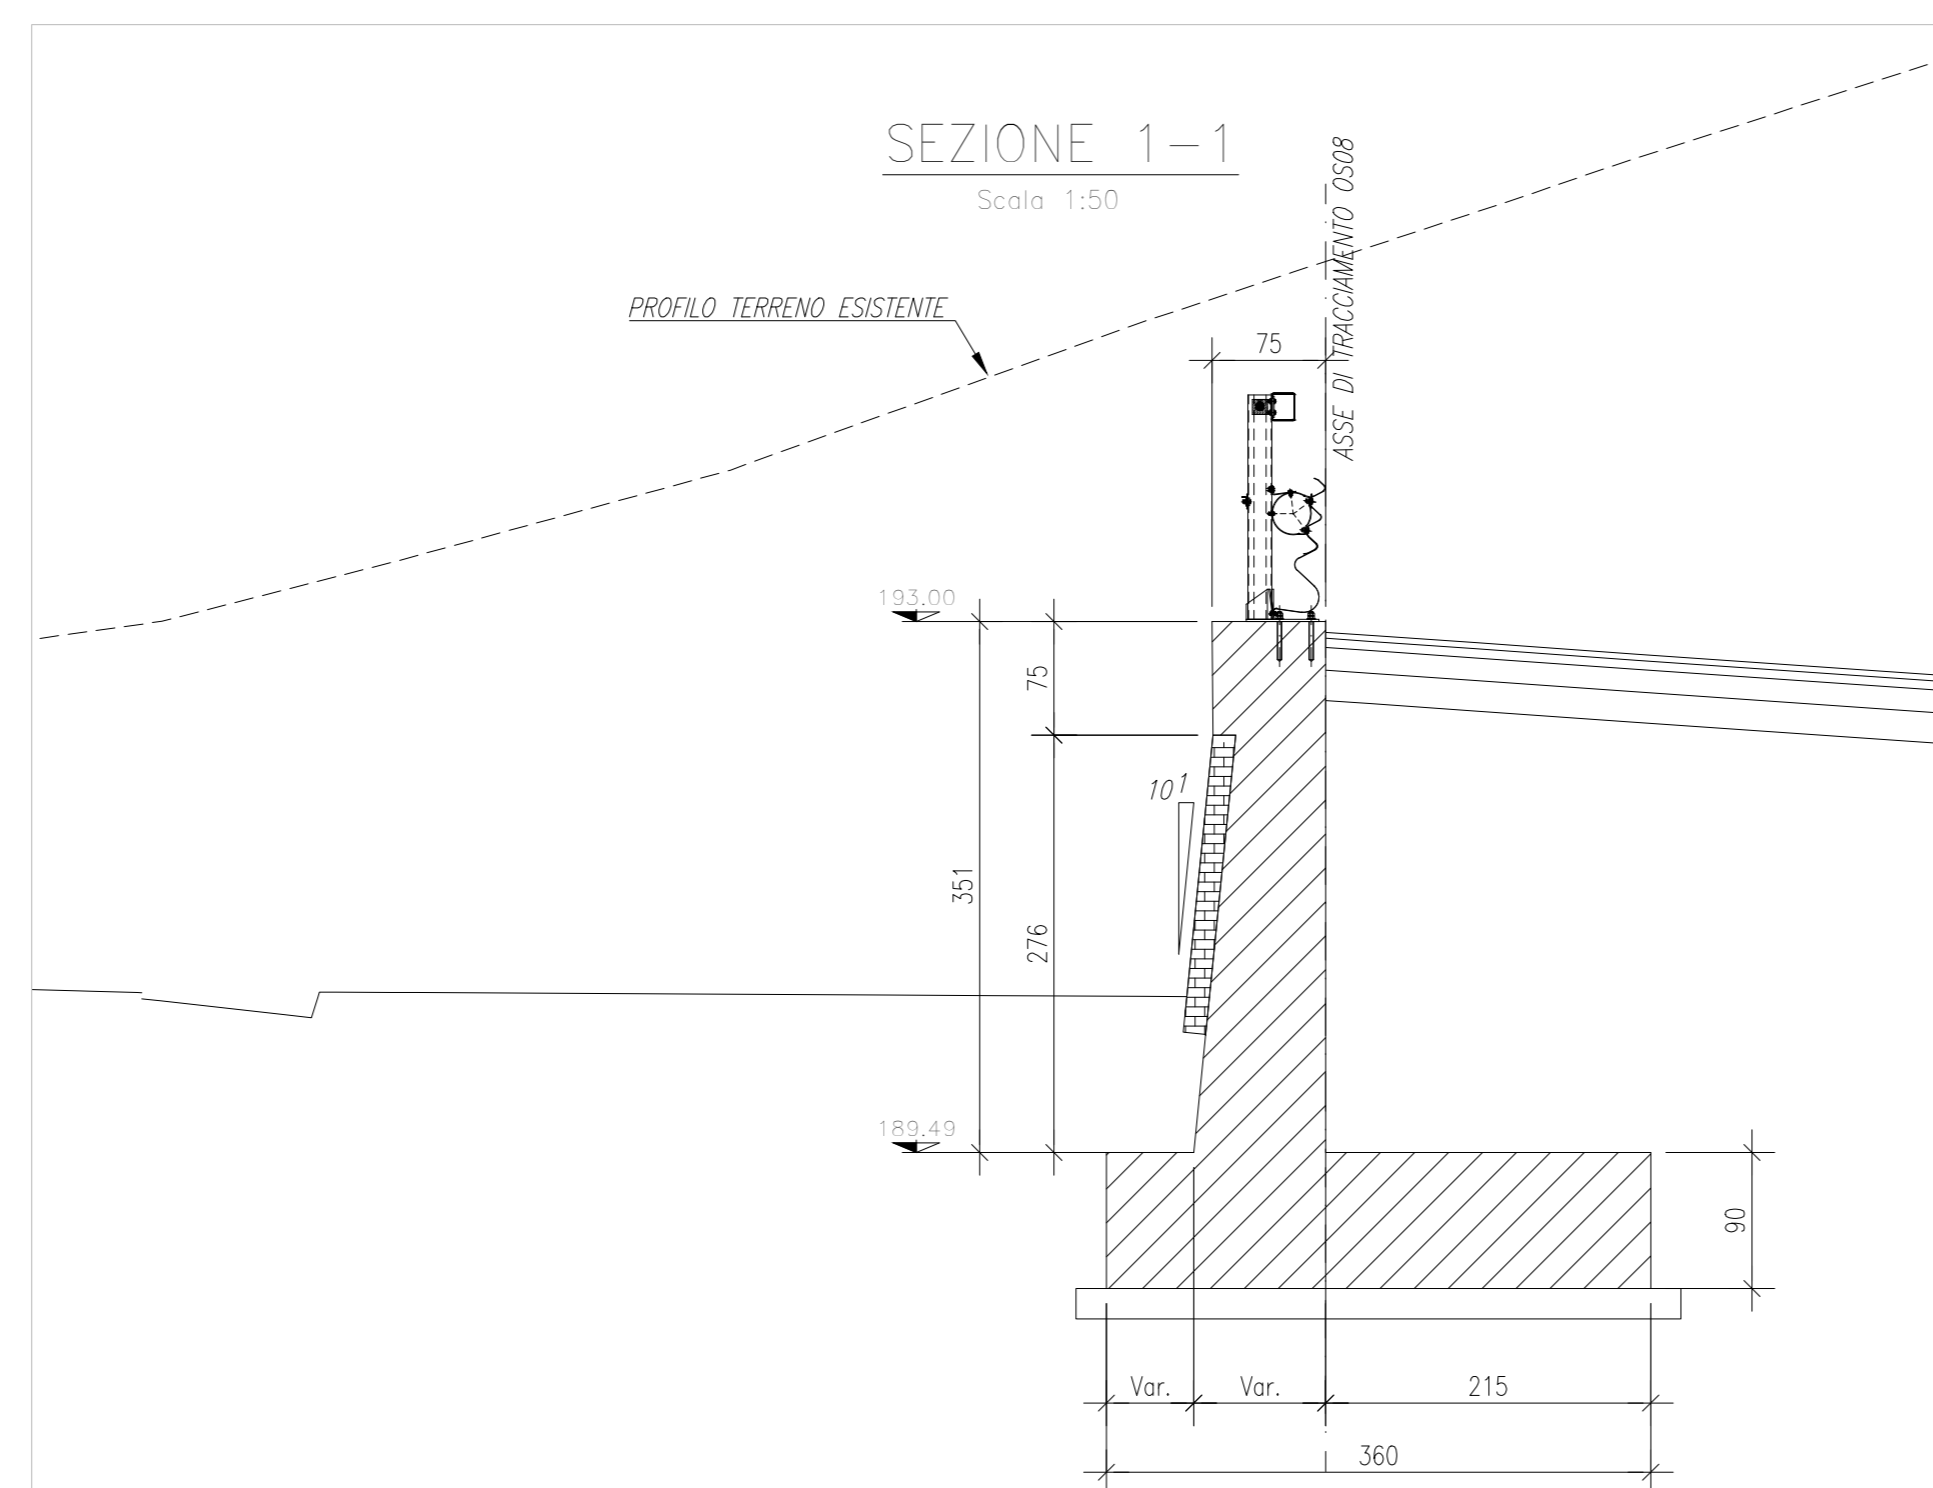 SEZIONE 1-1
Scala 1:50
ASSE DI TRACCIAMENTO OS08
PROFILO TERRENO ESISTENTE
75
193.00
75
10 1
351
276
189.49
90
Var.
Var.
215
360